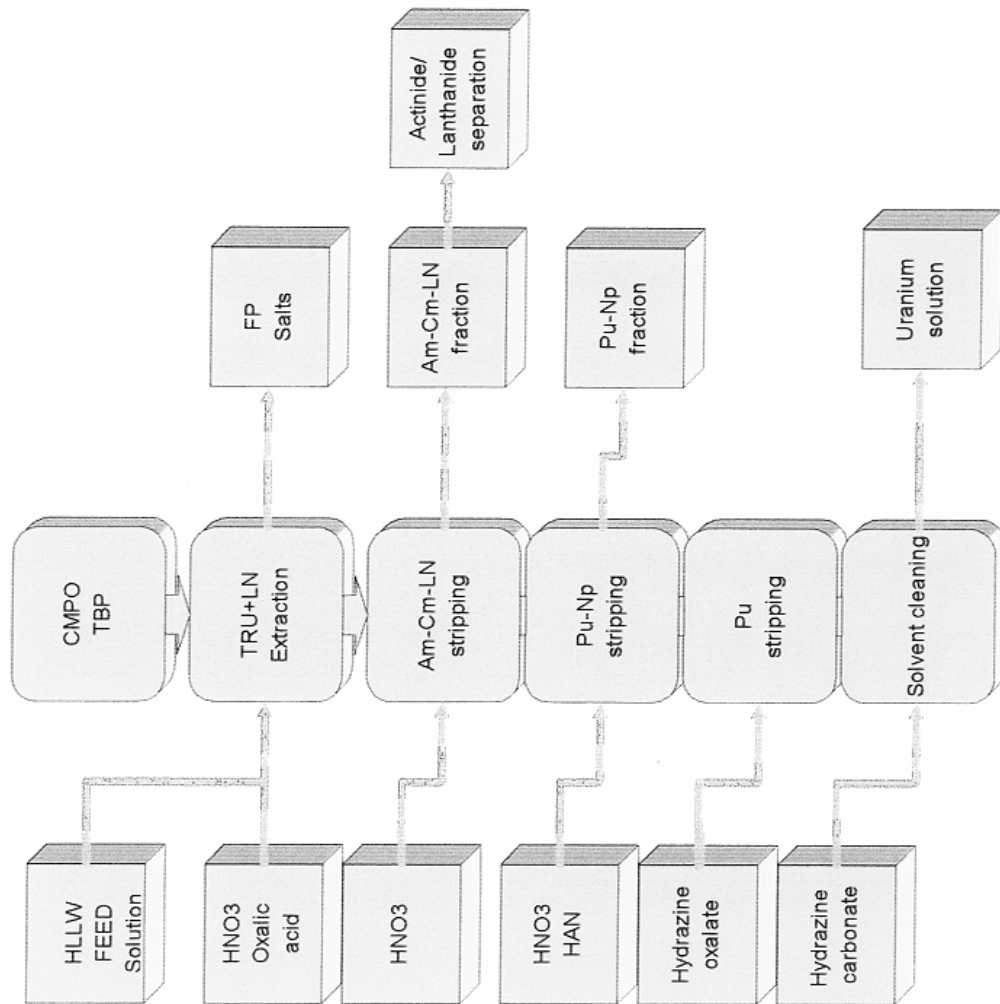 HLLW
FEED
Solution
HNO3
Oxalic
acid
HNO3
HNO3
HAN
Hydrazine
oxalate
Hydrazine
carbonate
CMPO
TBP
TRU+LN
Extraction
Am-Cm-LN
stripping
Pu-Np
stripping
Pu
stripping
Solvent cleaning
FP
Salts
Am-Cm-LN
fraction
Pu-Np
fraction
Uranium
solution
Actinide/
Lanthanide
separation